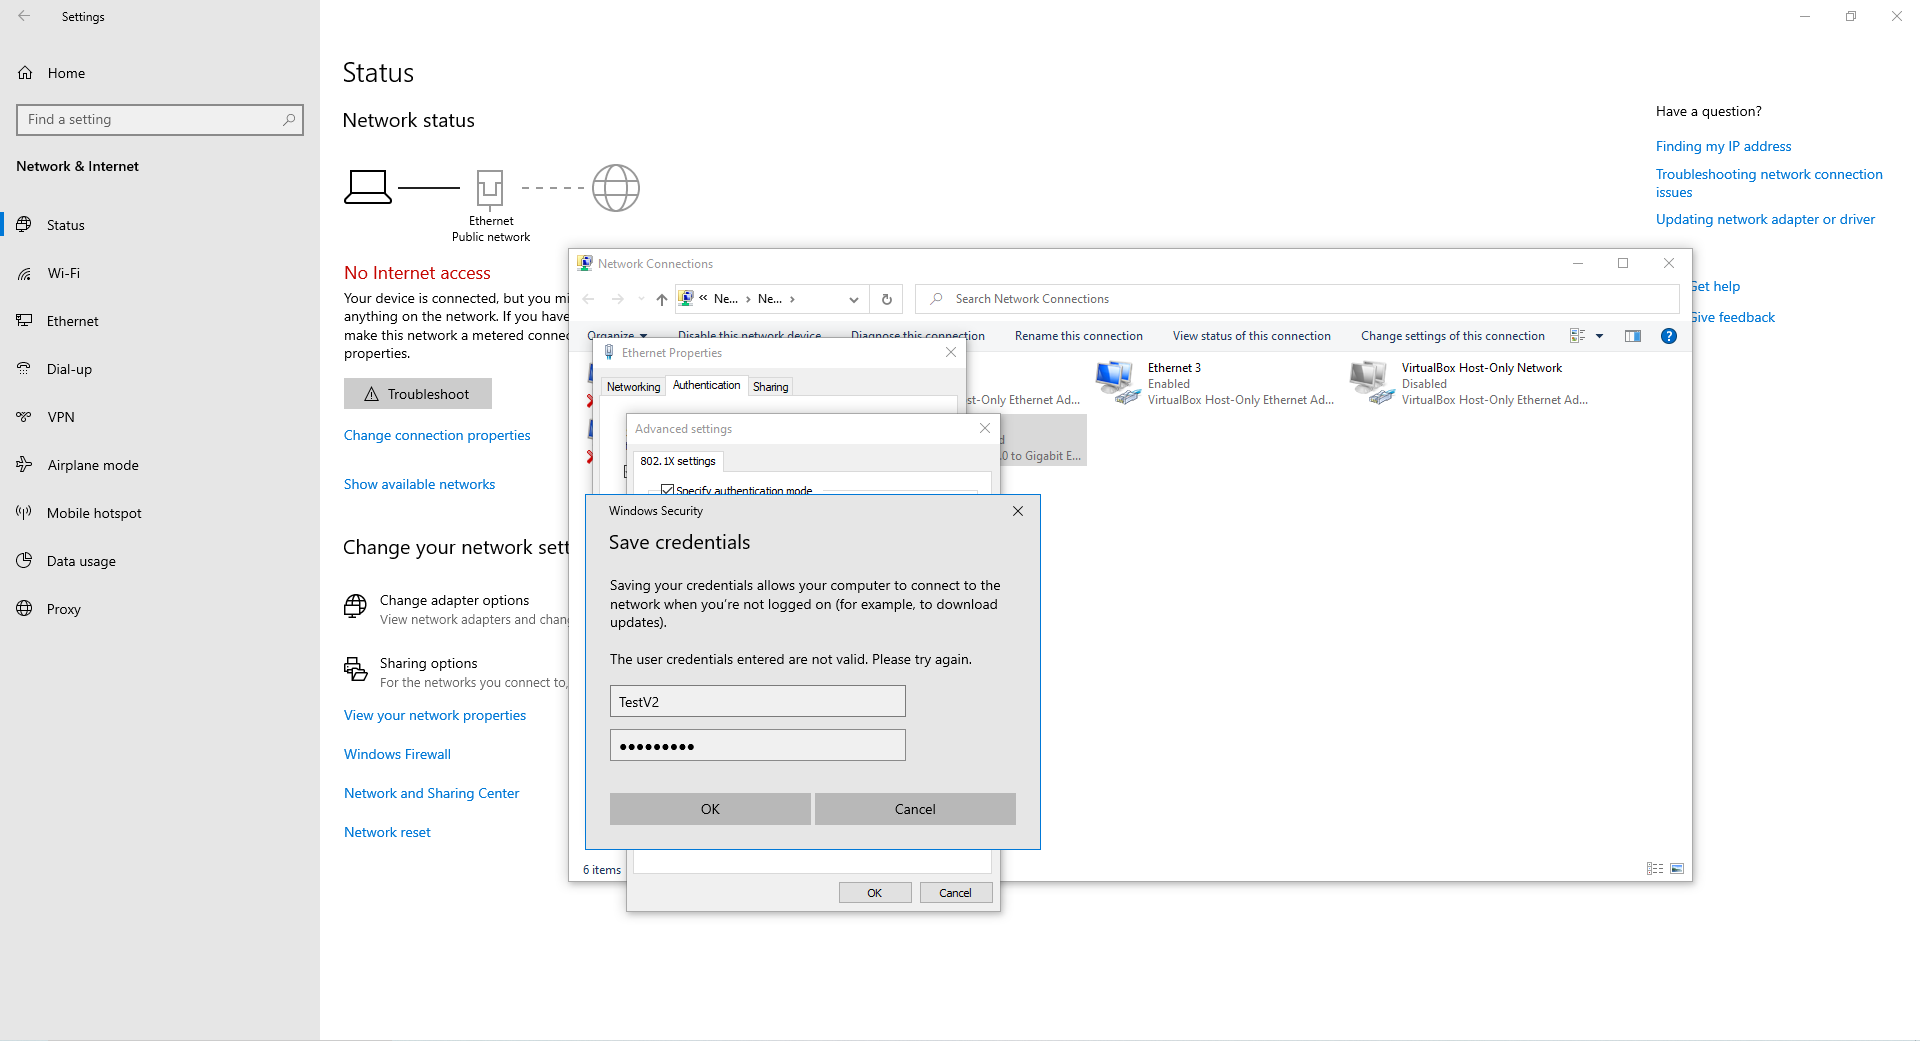 Settings
Home
Find a setting
Network & Internet
Status
Wi-Fi
Ethernet
Dial-up
VPN
Airplane mode
Mobile hotspot
Data usage
Proxy
Status
Network status
Ethernet
Public network
No Internet access
Your device is connected, but you mi
anything on the network. If you have
make this network a metered connec
properties.
Troubleshoot
Change connection properties
Show available networks
Change your network sett
Change adapter options
View network adapters and chang
Sharing options
For the networks you connect to,
View your network properties
Windows Firewall
Network and Sharing Center
Network reset
Have a question?
Finding my IP address
Troubleshooting network connection
issues
Updating network adapter or driver
Get help
Give feedback
Network Connections
« Ne... › Ne... ›
Search Network Connections
Organize Disable this network device Diagnose this connection Rename this connection View status of this connection Change settings of this connection
st-Only Ethernet Ad...
d
.0 to Gigabit E...
Ethernet 3
Enabled
VirtualBox Host-Only Ethernet Ad...
VirtualBox Host-Only Network
Disabled
VirtualBox Host-Only Ethernet Ad...
6 items
Ethernet Properties
Networking Authentication Sharing
Advanced settings
802.1X settings
Specify authentication mode
Windows Security
Save credentials
Saving your credentials allows your computer to connect to the
network when you're not logged on (for example, to download
updates).
The user credentials entered are not valid. Please try again.
TestV2
●●●●●●●●●
OK Cancel
OK Cancel